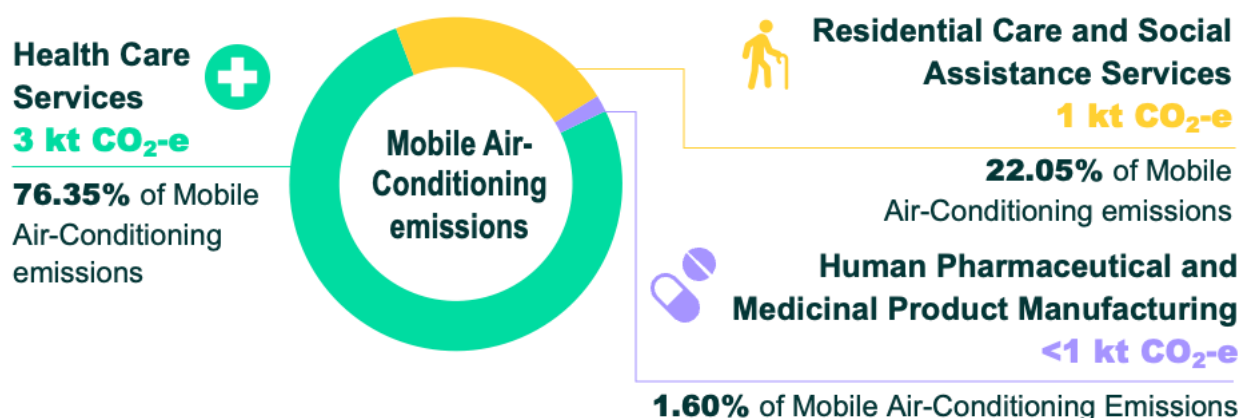 Health Care
Services
3 kt CO₂-e
76.35% of Mobile
Air-Conditioning
emissions
Mobile Air-
Conditioning
emissions
Residential Care and Social
Assistance Services
1 kt CO₂-e
22.05% of Mobile
Air-Conditioning emissions
Human Pharmaceutical and
Medicinal Product Manufacturing
<1 kt CO₂-e
1.60% of Mobile Air-Conditioning Emissions